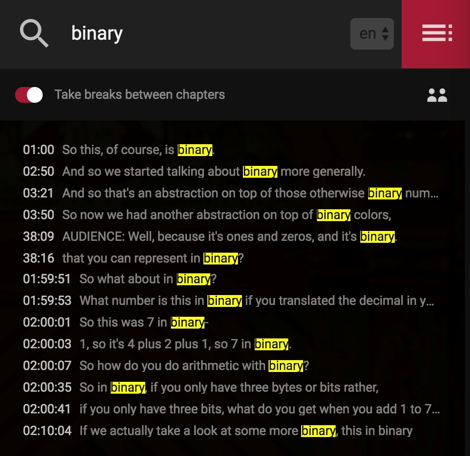 binary
en
Take breaks between chapters
01:00 So this, of course, is binary.
02:50 And so we started talking about binary more generally.
03:21 And so that's an abstraction on top of those otherwise binary num...
03:50 So now we had another abstraction on top of binary colors,
38:09 AUDIENCE: Well, because it's ones and zeros, and it's binary.
38:16 that you can represent in binary?
01:59:51 So what about in binary?
01:59:53 What number is this in binary if you translated the decimal in y...
02:00:01 So this was 7 in binary-
02:00:03 1, so it's 4 plus 2 plus 1, so 7 in binary.
02:00:07 So how do you do arithmetic with binary?
02:00:35 So in binary, if you only have three bytes or bits rather,
02:00:41 if you only have three bits, what do you get when you add 1 to 7...
02:10:04 If we actually take a look at some more binary, this in binary